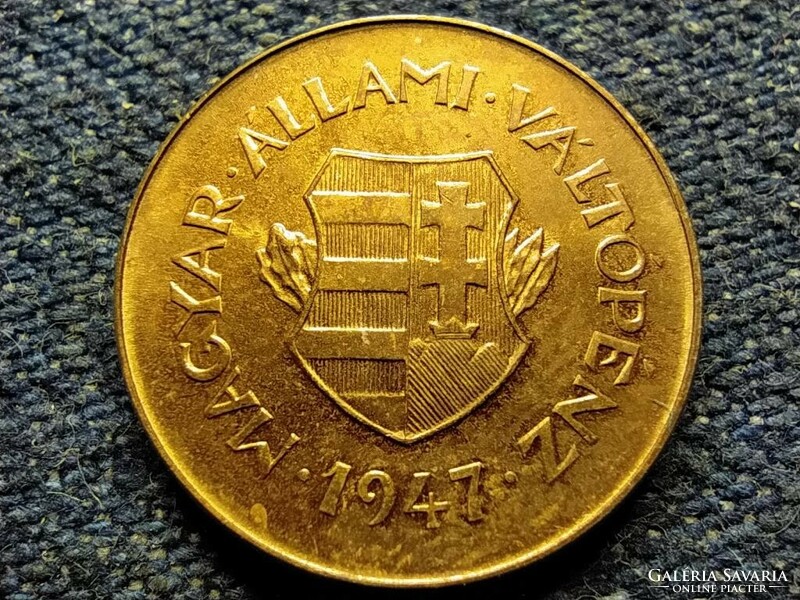 MAGYAR · ÁLLAMI · VÁLTÓPÉNZ
· 1947 ·
GALÉRIA SAVARIA
ONLINE PIACTÉR